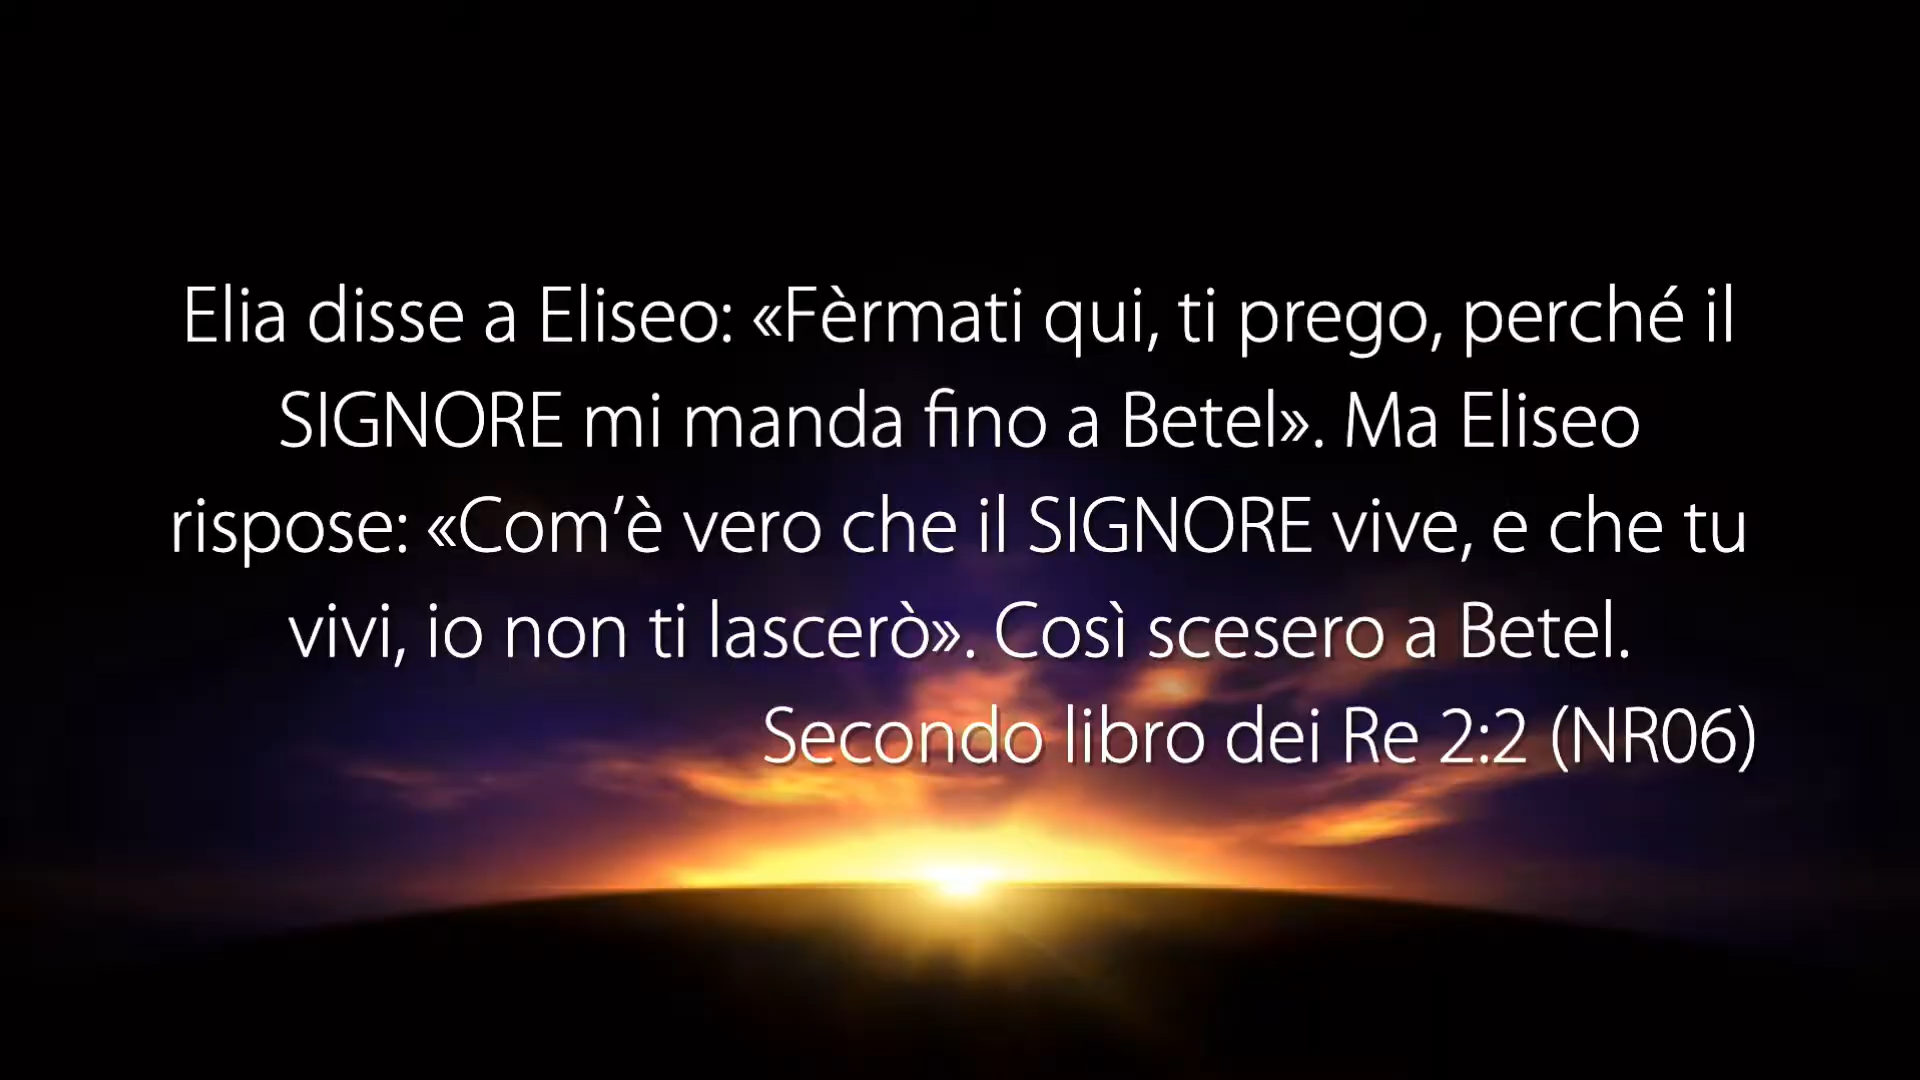 Elia disse a Eliseo: «Fèrmati qui, ti prego, perché il
SIGNORE mi manda fino a Betel». Ma Eliseo
rispose: «Com’è vero che il SIGNORE vive, e che tu
vivi, io non ti lascerò». Così scesero a Betel.
Secondo libro dei Re 2:2 (NR06)